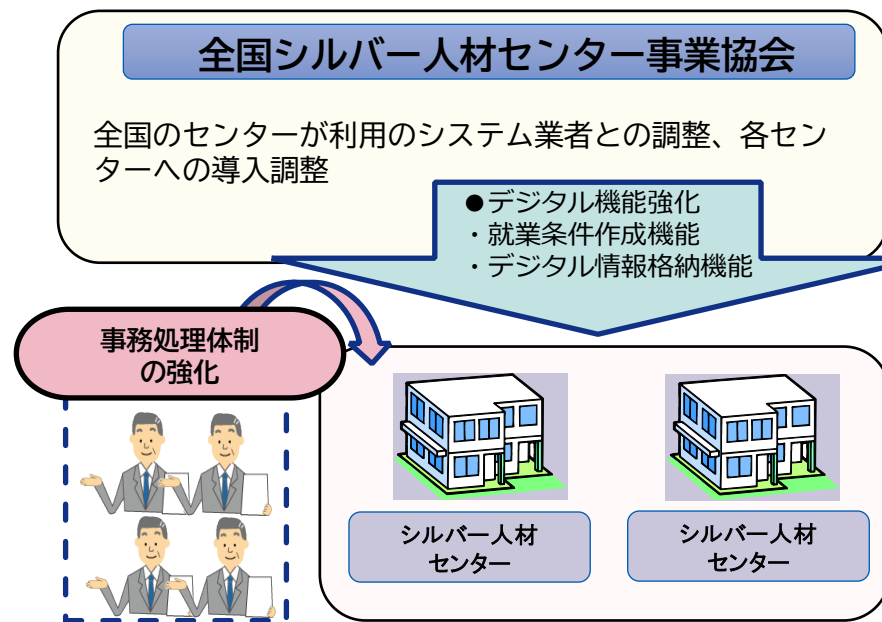 全国シルバー人材センター事業協会
全国のセンターが利用のシステム業者との調整、各セン
ターへの導入調整
●デジタル機能強化
・就業条件作成機能
・デジタル情報格納機能
事務処理体制
の強化
シルバー人材
センター
シルバー人材
センター